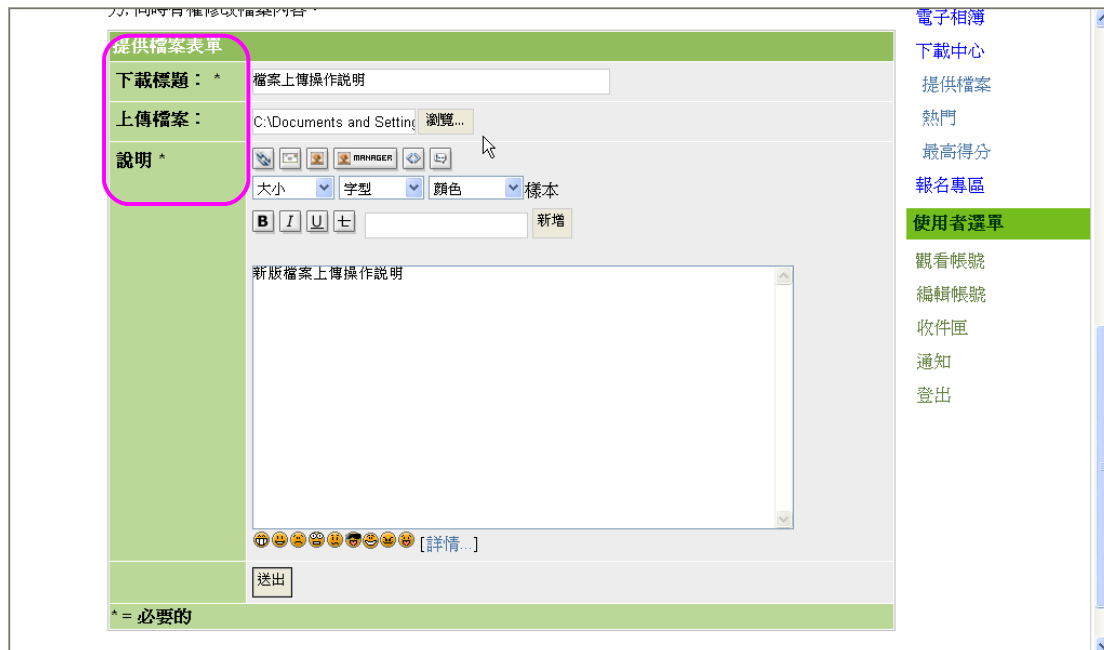 提供檔案表單
下載標題： *
檔案上傳操作說明
上傳檔案：
C:\Documents and Setting
瀏覽...
說明 *
MANAGER
大小 字型 顏色 樣本
B I U 新增
新版檔案上傳操作說明
[詳情...]
送出
* = 必要的
電子相簿
下載中心
提供檔案
熱門
最高得分
報名專區
使用者選單
觀看帳號
編輯帳號
收件匣
通知
登出